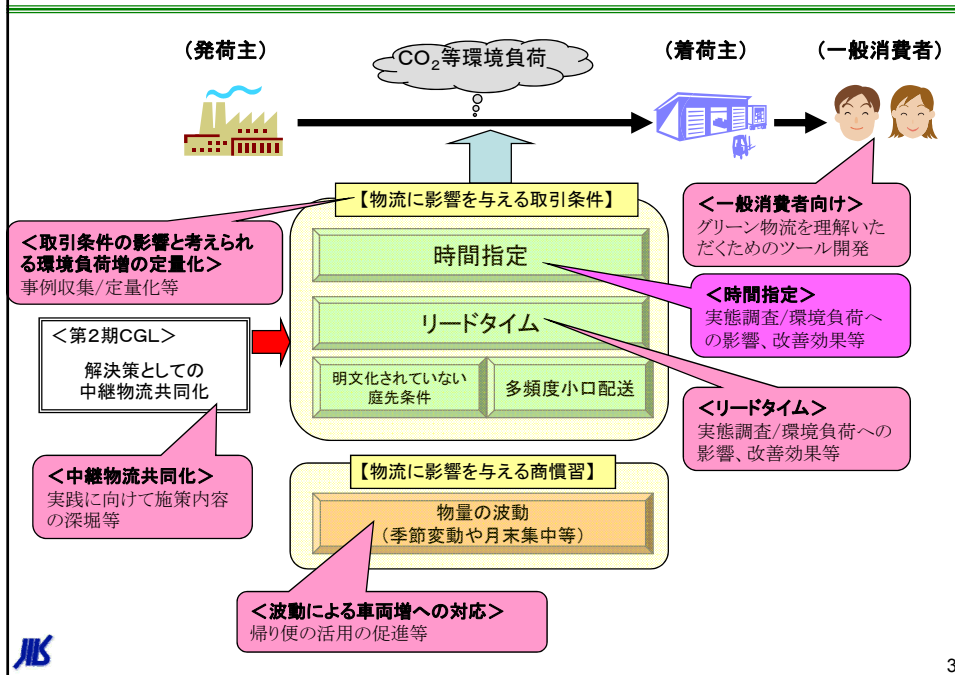 （発荷主）
CO₂等環境負荷
（着荷主）
（一般消費者）
【物流に影響を与える取引条件】
＜取引条件の影響と考えられ
る環境負荷増の定量化＞
事例収集/定量化等
＜一般消費者向け＞
グリーン物流を理解いた
だくためのツール開発
時間指定
＜時間指定＞
実態調査/環境負荷へ
の影響、改善効果等
リードタイム
＜第２期CGL＞
解決策としての
中継物流共同化
明文化されていない
庭先条件
多頻度小口配送
＜リードタイム＞
実態調査/環境負荷への
影響、改善効果等
＜中継物流共同化＞
実践に向けて施策内容
の深堀等
【物流に影響を与える商慣習】
物量の波動
（季節変動や月末集中等）
＜波動による車両増への対応＞
帰り便の活用の促進等
JILS
3